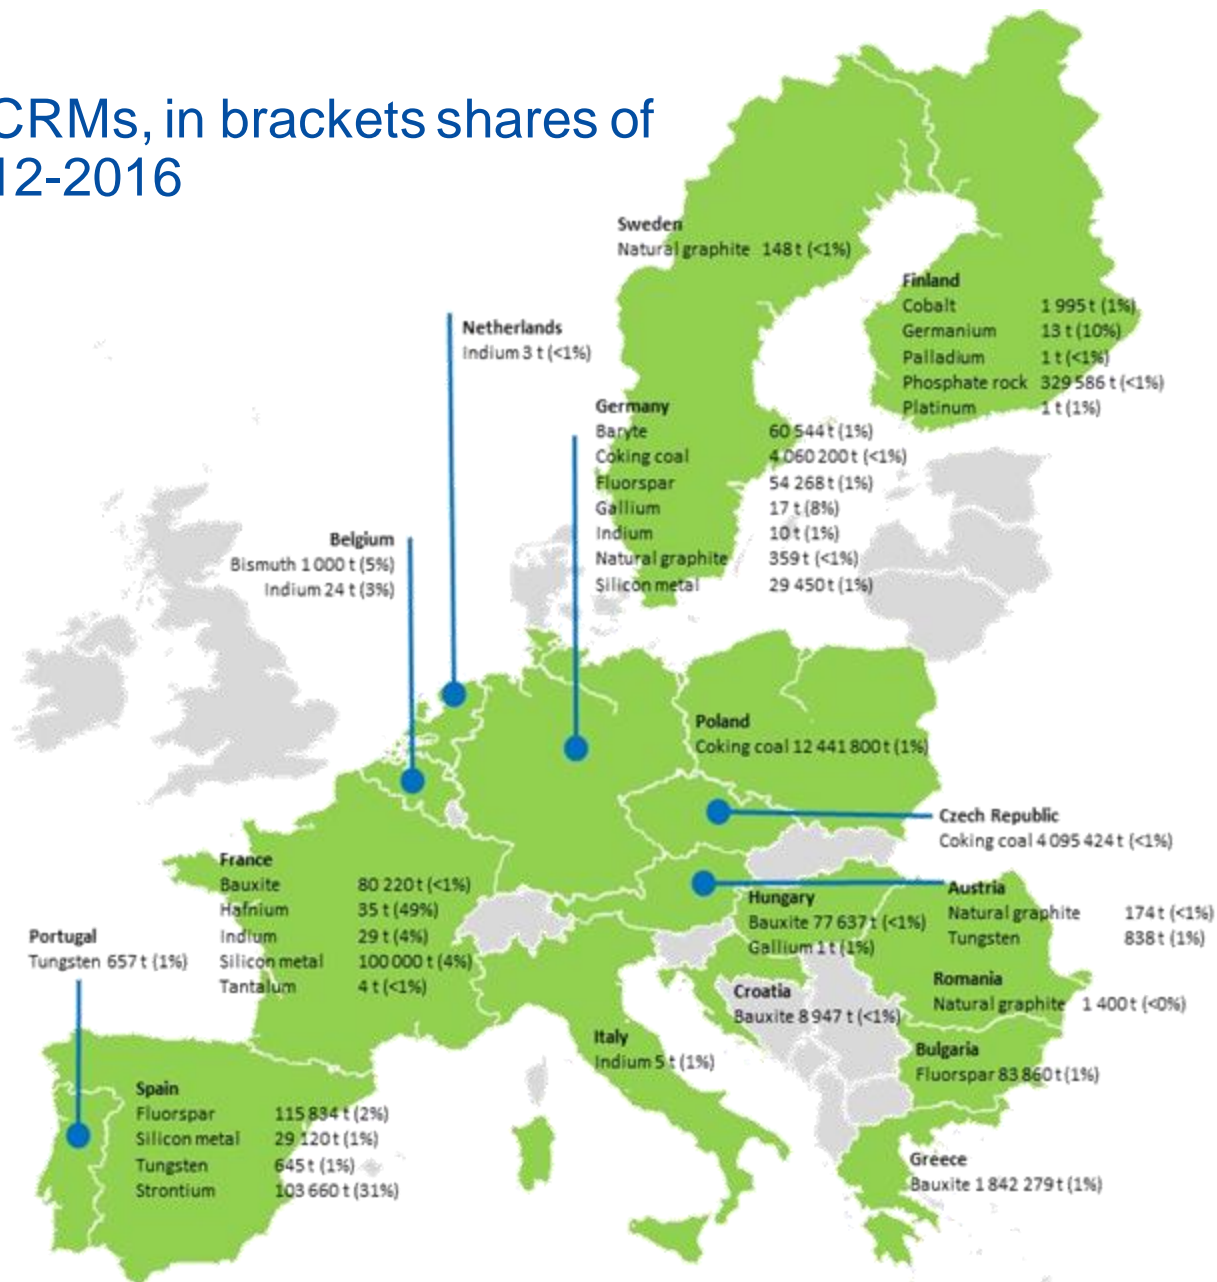 CRMs, in brackets shares of
12-2016
Sweden
Natural graphite 148 t (<1%)
Finland
Cobalt 1 995 t (1%)
Germanium 13 t (10%)
Palladium 1 t (<1%)
Phosphate rock 329 586 t (<1%)
Platinum 1 t (1%)
Netherlands
Indium 3 t (<1%)
Germany
Baryte 60 544 t (1%)
Coking coal 4 060 200 t (<1%)
Fluorspar 54 268 t (1%)
Gallium 17 t (8%)
Indium 10 t (1%)
Natural graphite 359 t (<1%)
Silicon metal 29 450 t (1%)
Belgium
Bismuth 1 000 t (5%)
Indium 24 t (3%)
Poland
Coking coal 12 441 800 t (1%)
Czech Republic
Coking coal 4 095 424 t (<1%)
France
Bauxite 80 220 t (<1%)
Hafnium 35 t (49%)
Indium 29 t (4%)
Silicon metal 100 000 t (4%)
Tantalum 4 t (<1%)
Austria
Natural graphite 174 t (<1%)
Tungsten 838 t (1%)
Hungary
Bauxite 77 637 t (<1%)
Gallium 1 t (1%)
Portugal
Tungsten 657 t (1%)
Romania
Natural graphite 1 400 t (<0%)
Croatia
Bauxite 8 947 t (<1%)
Italy
Indium 5 t (1%)
Bulgaria
Fluorspar 83 860 t (1%)
Spain
Fluorspar 115 834 t (2%)
Silicon metal 29 120 t (1%)
Tungsten 645 t (1%)
Strontium 103 660 t (31%)
Greece
Bauxite 1 842 279 t (1%)